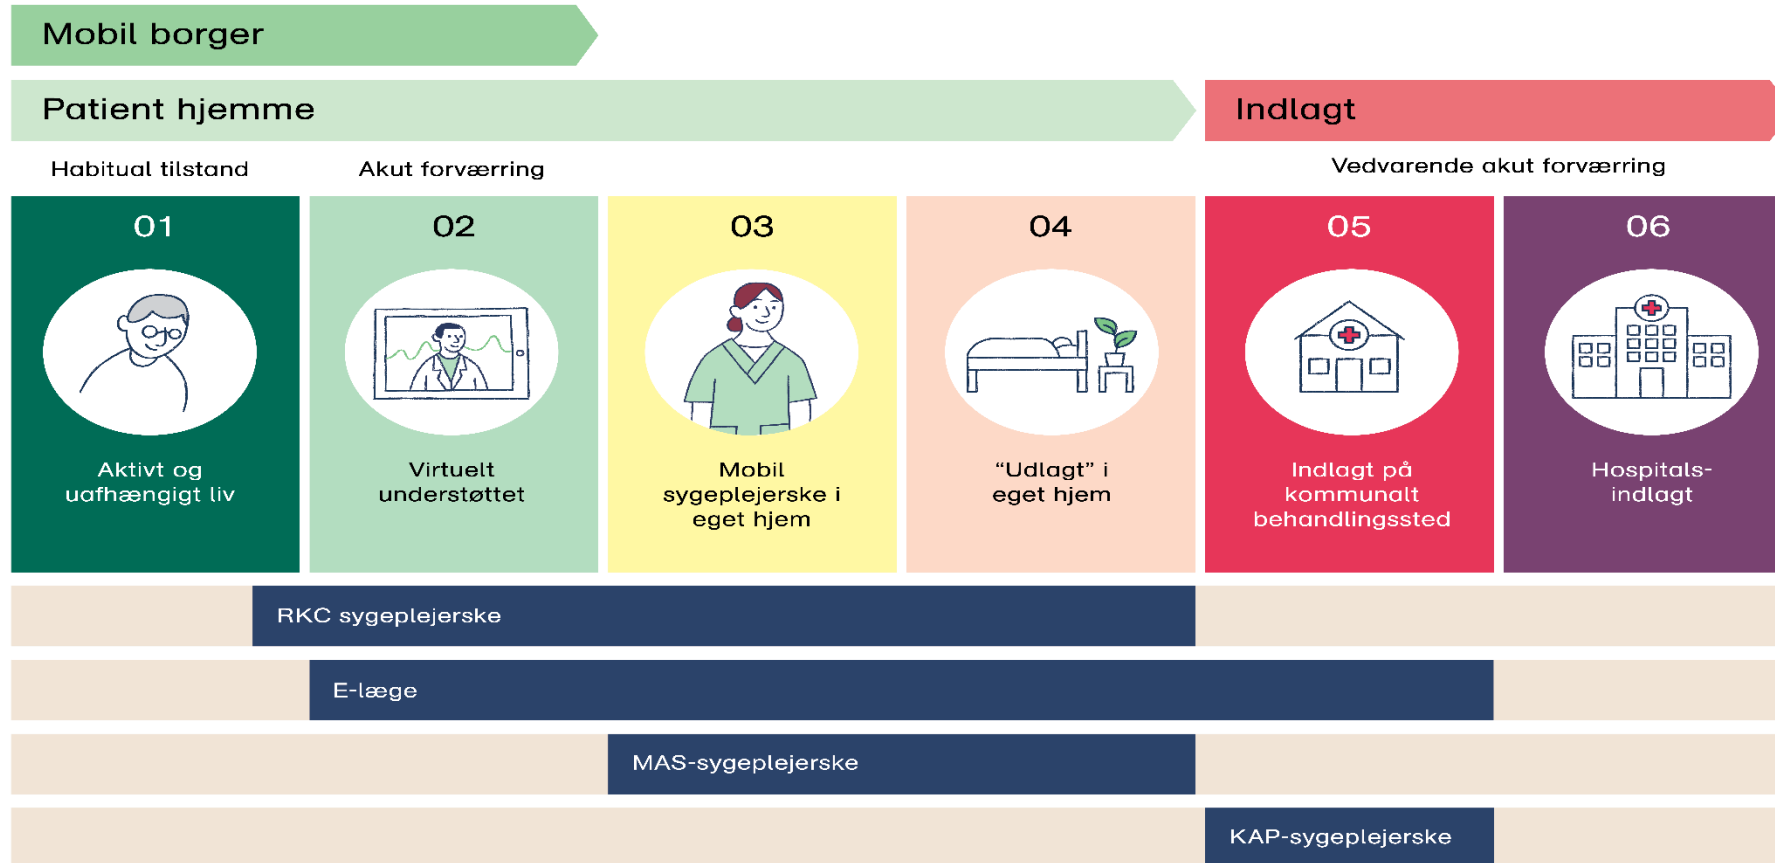 Mobil borger
Patient hjemme
Indlagt
Habitual tilstand
Akut forværring
Vedvarende akut forværring
01
Aktivt og
uafhængigt liv
02
Virtuelt
understøttet
03
Mobil
sygeplejerske i
eget hjem
04
“Udlagt” i
eget hjem
05
Indlagt på
kommunalt
behandlingssted
06
Hospitals-
indlagt
RKC sygeplejerske
E-læge
MAS-sygeplejerske
KAP-sygeplejerske